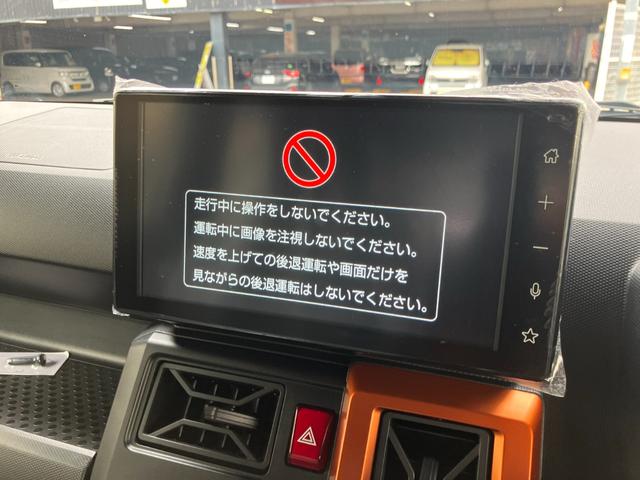 走行中に操作をしないでください。
運転中に画像を注視しないでください。
速度を上げての後退運転や画面だけを
見ながらの後退運転はしないでください。